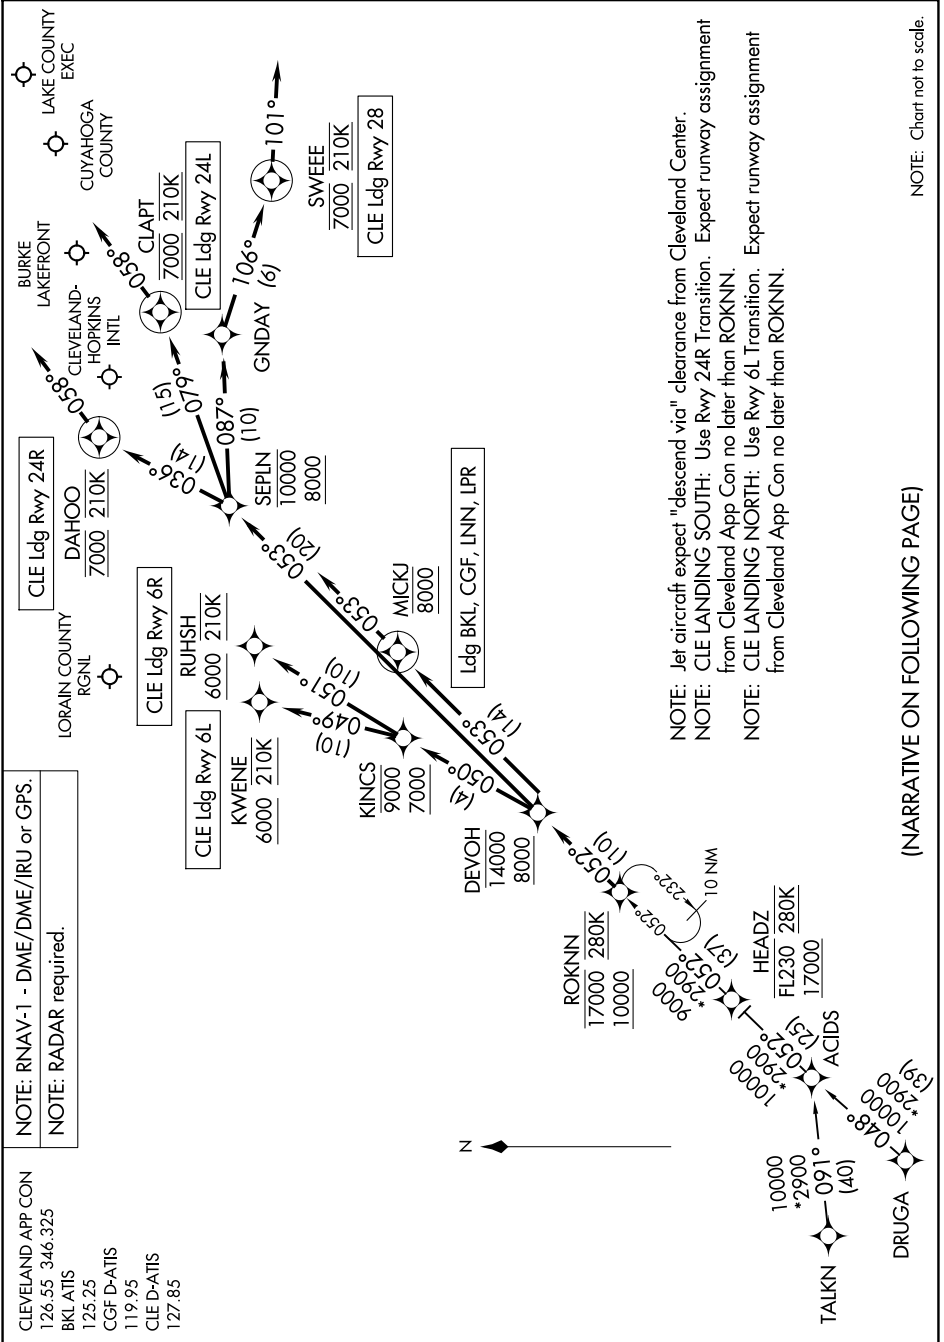 CLEVELAND APP CON
126.55 346.325
BKL ATIS
125.25
CGF D-ATIS
119.95
CLE D-ATIS
127.85
NOTE: RNAV-1 - DME/DME/IRU or GPS.
NOTE: RADAR required.
LORAIN COUNTY
RGNL
CLE Ldg Rwy 24R
DAHOO
7000 210K
058°
CLEVELAND-
HOPKINS
INTL
BURKE
LAKEFRONT
CUYAHOGA
COUNTY
LAKE COUNTY
EXEC
058°
CLAPT
7000 210K
CLE Ldg Rwy 24L
036°
(14)
(15)
079°
087°
(10)
GNDAY
106°
(6)
101°
SWEEE
7000 210K
CLE Ldg Rwy 28
SEPLN
10000
8000
053°
(20)
CLE Ldg Rwy 6R
RUHSH
6000 210K
CLE Ldg Rwy 6L
KWENE
6000 210K
051°
(10)
049°
(10)
KINCS
9000
7000
053°
MICKJ
8000
Ldg BKL, CGF, LNN, LPR
050°
(4)
053°
(14)
DEVOH
14000
8000
052°
(10)
ROKNN
17000 280K
10000
232°
052°
10 NM
9000
*2900
052°
(37)
HEADZ
FL230 280K
17000
10000
*2900
052°
(25)
ACIDS
N
10000
*2900
091°
(40)
TALKN
048°
10000
*2900
(39)
DRUGA
NOTE: Jet aircraft expect "descend via" clearance from Cleveland Center.
NOTE: CLE LANDING SOUTH: Use Rwy 24R Transition. Expect runway assignment
from Cleveland App Con no later than ROKNN.
NOTE: CLE LANDING NORTH: Use Rwy 6L Transition. Expect runway assignment
from Cleveland App Con no later than ROKNN.
(NARRATIVE ON FOLLOWING PAGE)
NOTE: Chart not to scale.